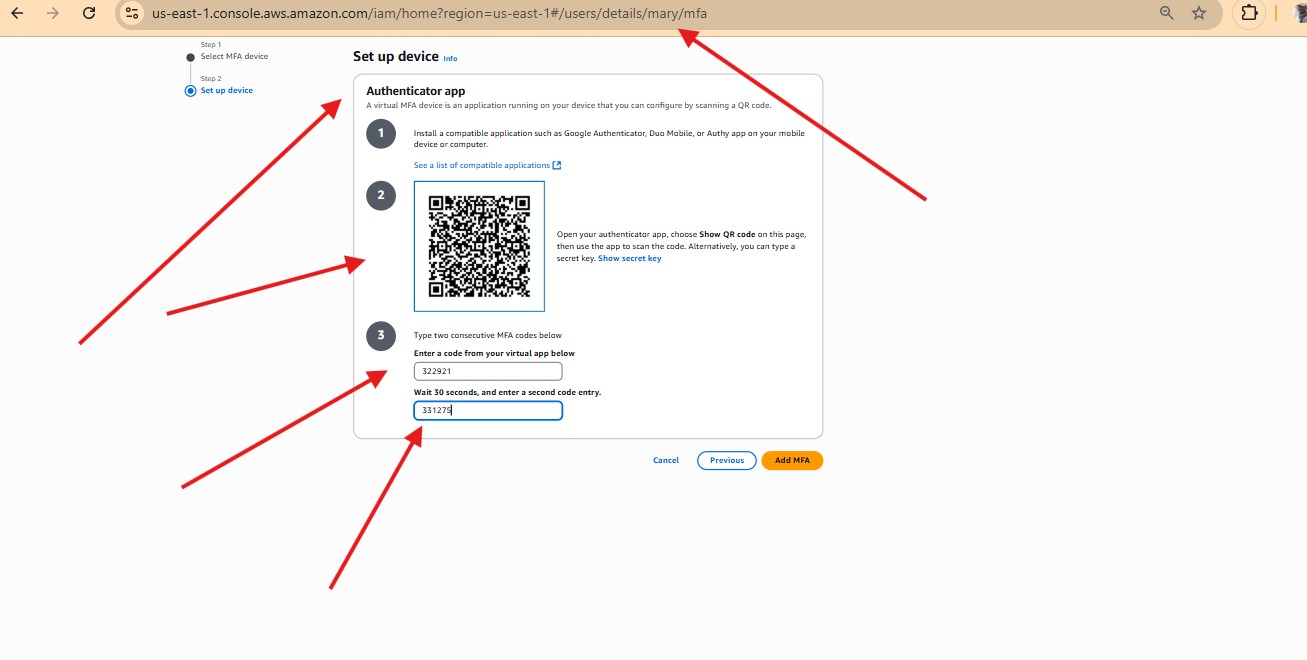 us-east-1.console.aws.amazon.com/iam/home?region=us-east-1#/users/details/mary/mfa
Step 1
Select MFA device
Step 2
Set up device
Set up device Info
Authenticator app
A virtual MFA device is an application running on your device that you can configure by scanning a QR code.
1
Install a compatible application such as Google Authenticator, Duo Mobile, or Authy app on your mobile
device or computer.
See a list of compatible applications
2
Open your authenticator app, choose Show QR code on this page,
then use the app to scan the code. Alternatively, you can type a
secret key. Show secret key
3
Type two consecutive MFA codes below
Enter a code from your virtual app below
322921
Wait 30 seconds, and enter a second code entry.
331275
Cancel
Previous
Add MFA